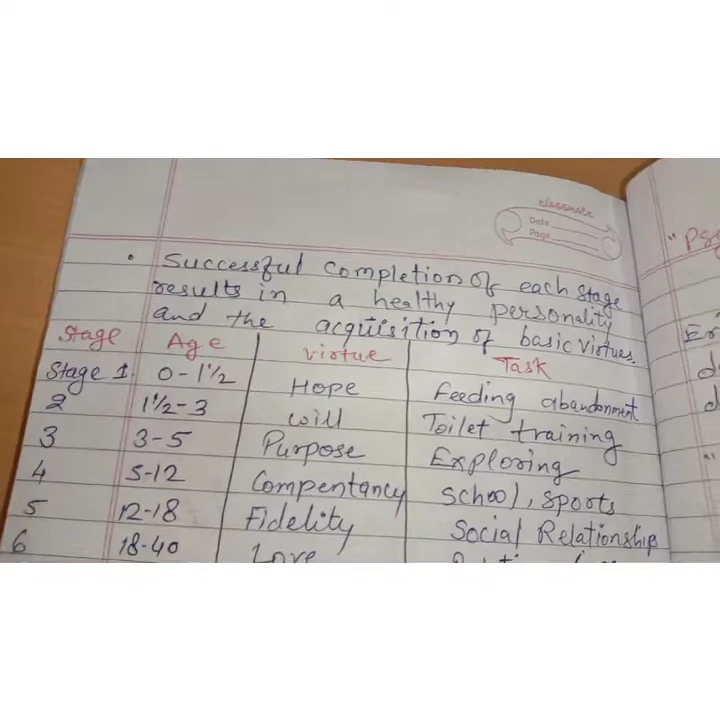 classmate
Date
Page
• Successful completion of each stage
results in a healthy personality
and the acquisition of basic virtues.
Stage Age Virtue Task
Stage 1. 0-1½ Hope Feeding abandonment
2 1½-3 Will Toilet training
3 3-5 Purpose Exploring
4 5-12 Compentancy School, Sports
5 12-18 Fidelity Social Relationship
6 18-40 Love